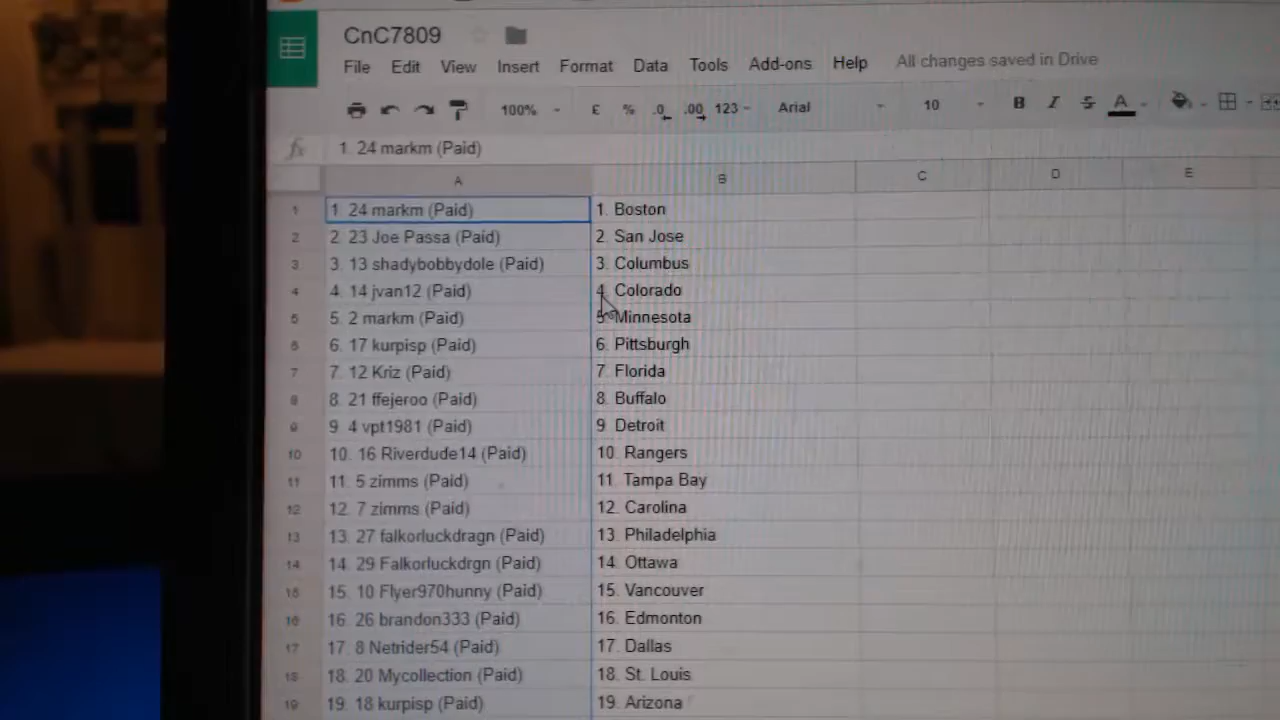 CnC7809
File Edit View Insert Format Data Tools Add-ons Help All changes saved in Drive
100% £ % .0 .00 123 Arial 10 B I S A
fx 1. 24 markm (Paid)
A B C D E
1 1. 24 markm (Paid) 1. Boston
2 2. 23 Joe Passa (Paid) 2. San Jose
3 3. 13 shadybobbydole (Paid) 3. Columbus
4 4. 14 jvan12 (Paid) 4. Colorado
5 5. 2 markm (Paid) 5. Minnesota
6 6. 17 kurpisp (Paid) 6. Pittsburgh
7 7. 12 Kriz (Paid) 7. Florida
8 8. 21 ffejeroo (Paid) 8. Buffalo
9 9. 4 vpt1981 (Paid) 9. Detroit
10 10. 16 Riverdude14 (Paid) 10. Rangers
11 11. 5 zimms (Paid) 11. Tampa Bay
12 12. 7 zimms (Paid) 12. Carolina
13 13. 27 falkorluckdragn (Paid) 13. Philadelphia
14 14. 29 Falkorluckdrgn (Paid) 14. Ottawa
15 15. 10 Flyer970hunny (Paid) 15. Vancouver
16 16. 26 brandon333 (Paid) 16. Edmonton
17 17. 8 Netrider54 (Paid) 17. Dallas
18 18. 20 Mycollection (Paid) 18. St. Louis
19 19. 18 kurpisp (Paid) 19. Arizona